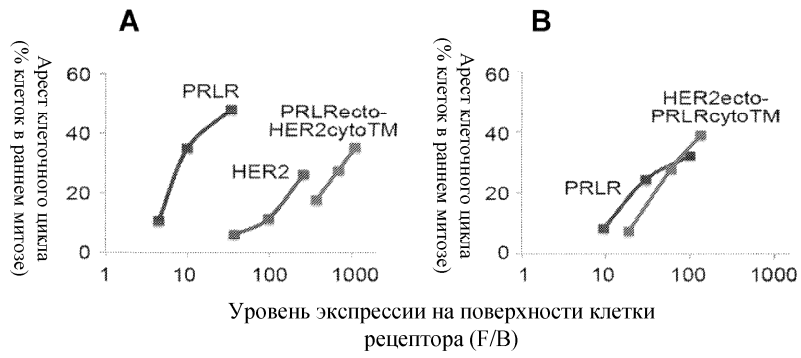 A
Арест клеточного цикла
(% клеток в раннем митозе)
60
40
20
0
1
10
100
1000
PRLR
HER2
PRLRecto-
HER2cytoTM
B
Арест клеточного цикла
(% клеток в раннем митозе)
60
40
20
0
1
10
100
1000
PRLR
HER2ecto-
PRLRcytoTM
Уровень экспрессии на поверхности клетки
рецептора (F/B)